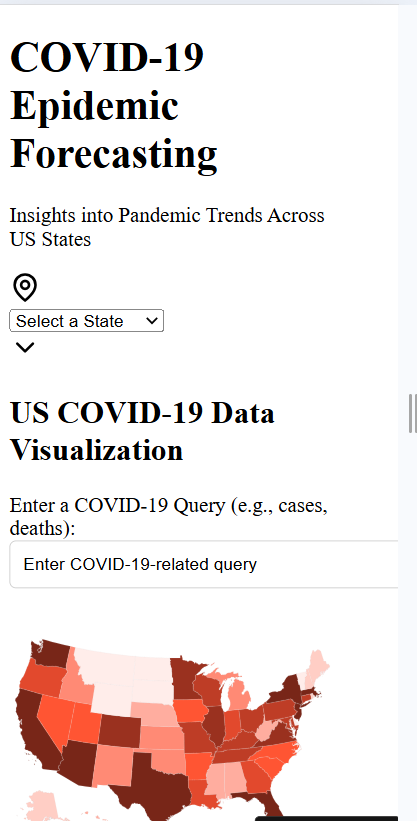 COVID-19
Epidemic
Forecasting
Insights into Pandemic Trends Across
US States
Select a State
US COVID-19 Data
Visualization
Enter a COVID-19 Query (e.g., cases,
deaths):
Enter COVID-19-related query